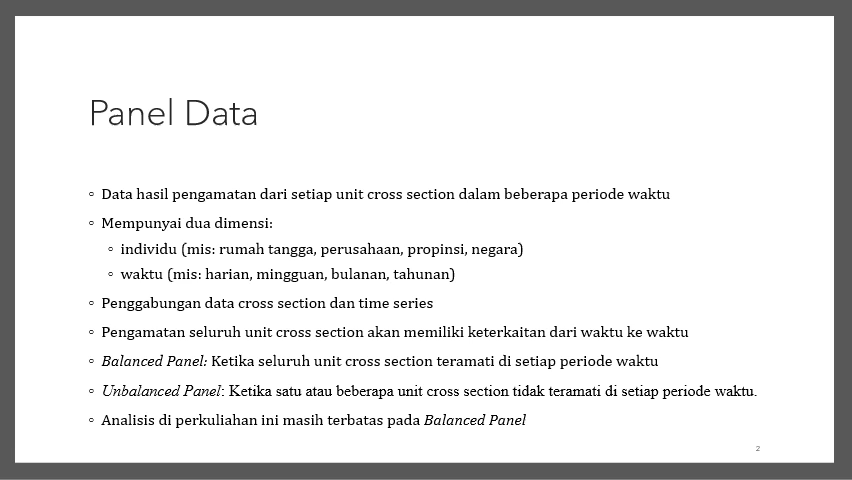 Panel Data
◦ Data hasil pengamatan dari setiap unit cross section dalam beberapa periode waktu
◦ Mempunyai dua dimensi:
◦ individu (mis: rumah tangga, perusahaan, propinsi, negara)
◦ waktu (mis: harian, mingguan, bulanan, tahunan)
◦ Penggabungan data cross section dan time series
◦ Pengamatan seluruh unit cross section akan memiliki keterkaitan dari waktu ke waktu
◦ Balanced Panel: Ketika seluruh unit cross section teramati di setiap periode waktu
◦ Unbalanced Panel: Ketika satu atau beberapa unit cross section tidak teramati di setiap periode waktu.
◦ Analisis di perkuliahan ini masih terbatas pada Balanced Panel
2